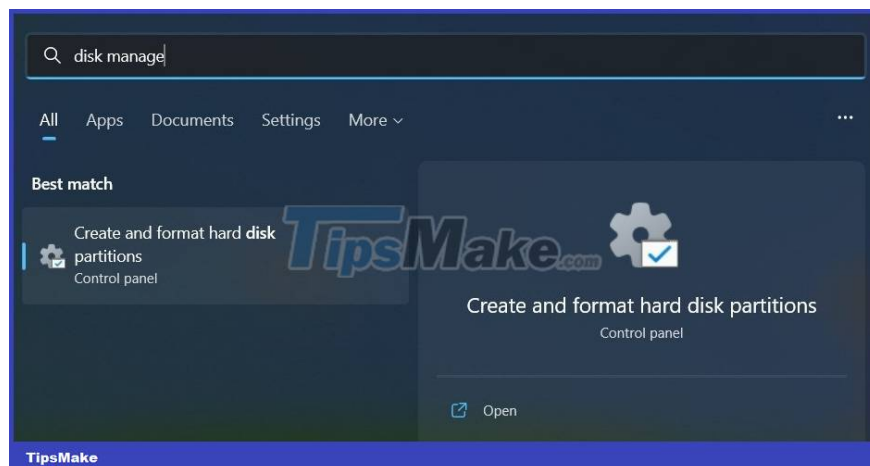 disk manage
All Apps Documents Settings More
Best match
Create and format hard disk
partitions
Control panel
TipsMake.com
Create and format hard disk partitions
Control panel
Open
TipsMake